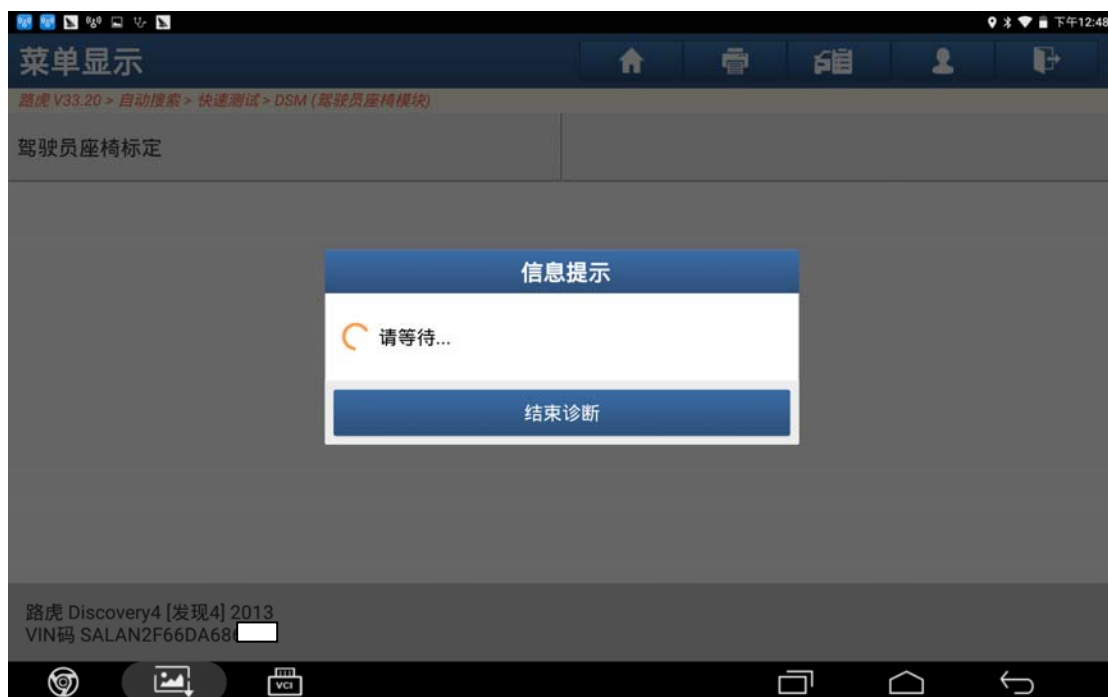 下午12:48
菜单显示
路虎 V33.20 > 自动搜索 > 快速测试 > DSM (驾驶员座椅模块)
驾驶员座椅标定
信息提示
请等待...
结束诊断
路虎 Discovery4 [发现4] 2013
VIN码 SALAN2F66DA68
VCI